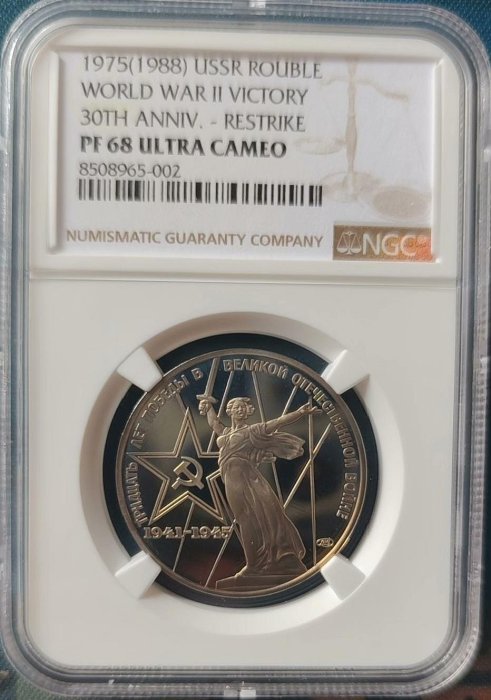 1975(1988) USSR ROUBLE
WORLD WAR II VICTORY
30TH ANNIV. - RESTRIKE
PF 68 ULTRA CAMEO
8508965-002
NUMISMATIC GUARANTY COMPANY
NGC
ТРИДЦАТЬ ЛЕТ ПОБЕДЫ В ВЕЛИКОЙ ОТЕЧЕСТВЕННОЙ ВОЙНЕ
1941-1945